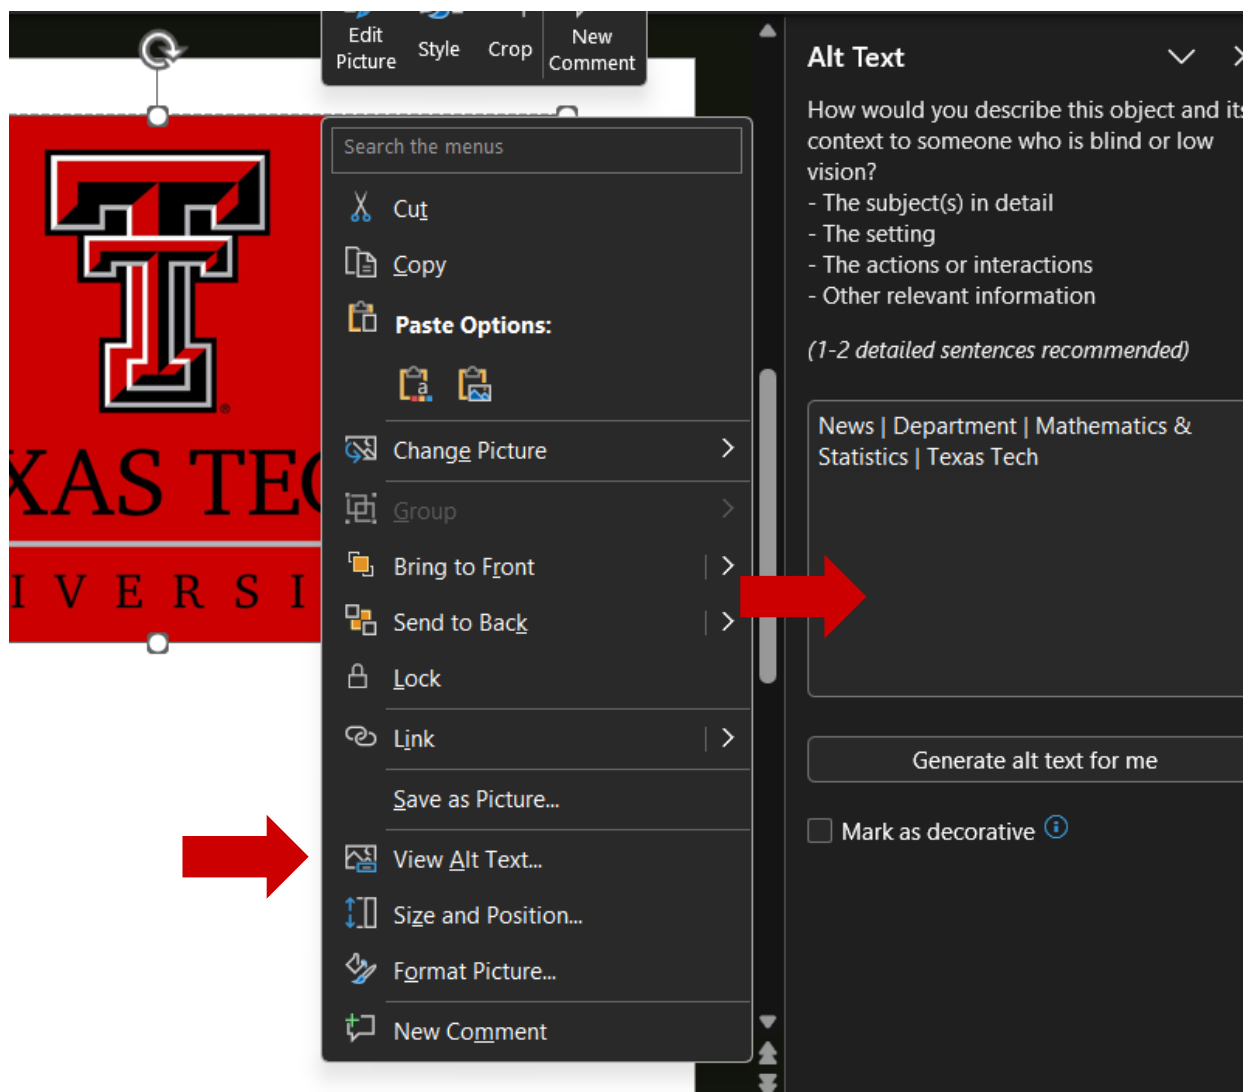 Edit
Picture
Style
Crop
New
Comment
XAS TEC
IVERSI
Search the menus
Cut
Copy
Paste Options:
a
Change Picture
Group
Bring to Front
Send to Back
Lock
Link
Save as Picture...
View Alt Text...
Size and Position...
Format Picture...
New Comment
Alt Text
How would you describe this object and its
context to someone who is blind or low
vision?
- The subject(s) in detail
- The setting
- The actions or interactions
- Other relevant information
(1-2 detailed sentences recommended)
News | Department | Mathematics &
Statistics | Texas Tech
Generate alt text for me
Mark as decorative